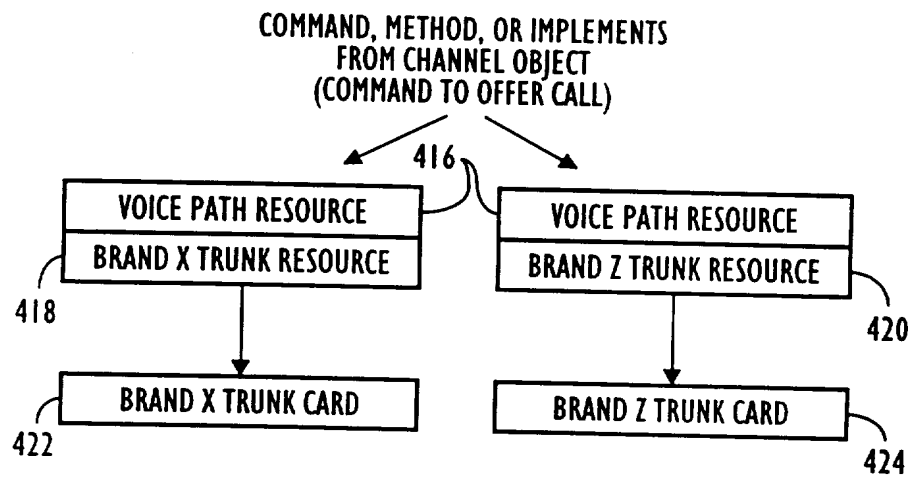 COMMAND, METHOD, OR IMPLEMENTS
FROM CHANNEL OBJECT
(COMMAND TO OFFER CALL)
416
VOICE PATH RESOURCE
VOICE PATH RESOURCE
BRAND X TRUNK RESOURCE
BRAND Z TRUNK RESOURCE
418
420
BRAND X TRUNK CARD
BRAND Z TRUNK CARD
422
424